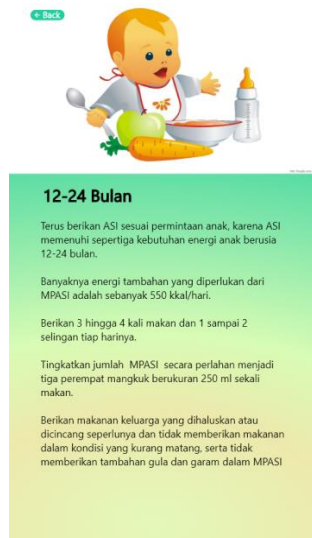 ← Back
12-24 Bulan
Terus berikan ASI sesuai permintaan anak, karena ASI
memenuhi sepertiga kebutuhan energi anak berusia
12-24 bulan.
Banyaknya energi tambahan yang diperlukan dari
MPASI adalah sebanyak 550 kkal/hari.
Berikan 3 hingga 4 kali makan dan 1 sampai 2
selingan tiap harinya.
Tingkatkan jumlah MPASI secara perlahan menjadi
tiga perempat mangkuk berukuran 250 ml sekali
makan.
Berikan makanan keluarga yang dihaluskan atau
dicincang seperlunya dan tidak memberikan makanan
dalam kondisi yang kurang matang, serta tidak
memberikan tambahan gula dan garam dalam MPASI